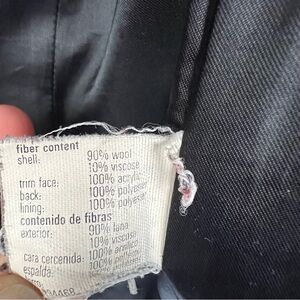 fiber content
shell: 90% wool
10% viscose
trim face: 100% acrylic
back: 100% polyester
lining: 100% polyester
contenido de fibras
exterior: 90% lana
10% viscosa
cara cercenida: 100% acrilico
espalda: 100%